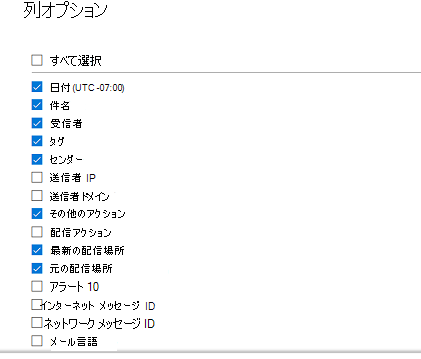 列オプション
すべて選択
日付 (UTC -07:00)
件名
受信者
タグ
センダー
送信者 IP
送信者ドメイン
その他のアクション
配信アクション
最新の配信場所
元の配信場所
アラート 10
インターネット メッセージ ID
ネットワーク メッセージ ID
メール言語